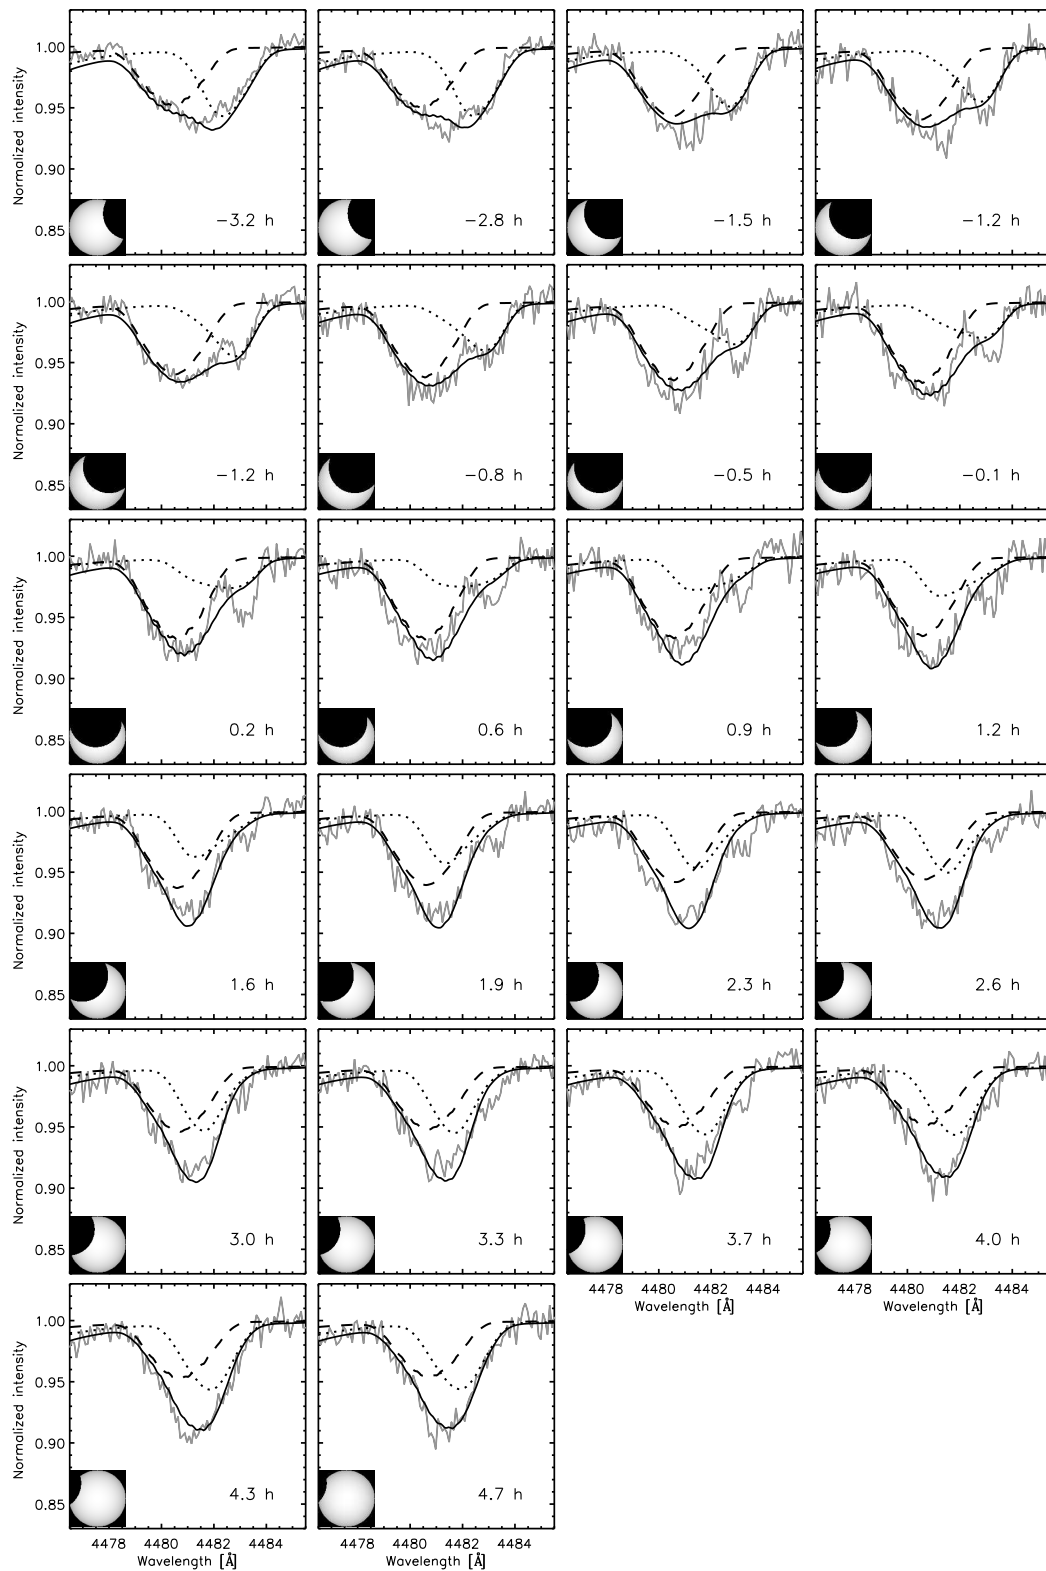 Normalized intensity
1.00
0.95
0.90
0.85
−3.2 h
−2.8 h
−1.5 h
−1.2 h
Normalized intensity
1.00
0.95
0.90
0.85
−1.2 h
−0.8 h
−0.5 h
−0.1 h
Normalized intensity
1.00
0.95
0.90
0.85
0.2 h
0.6 h
0.9 h
1.2 h
Normalized intensity
1.00
0.95
0.90
0.85
1.6 h
1.9 h
2.3 h
2.6 h
Normalized intensity
1.00
0.95
0.90
0.85
3.0 h
3.3 h
3.7 h
4.0 h
4478 4480 4482 4484
Wavelength [Å]
4478 4480 4482 4484
Wavelength [Å]
Normalized intensity
1.00
0.95
0.90
0.85
4.3 h
4.7 h
4478 4480 4482 4484
Wavelength [Å]
4478 4480 4482 4484
Wavelength [Å]